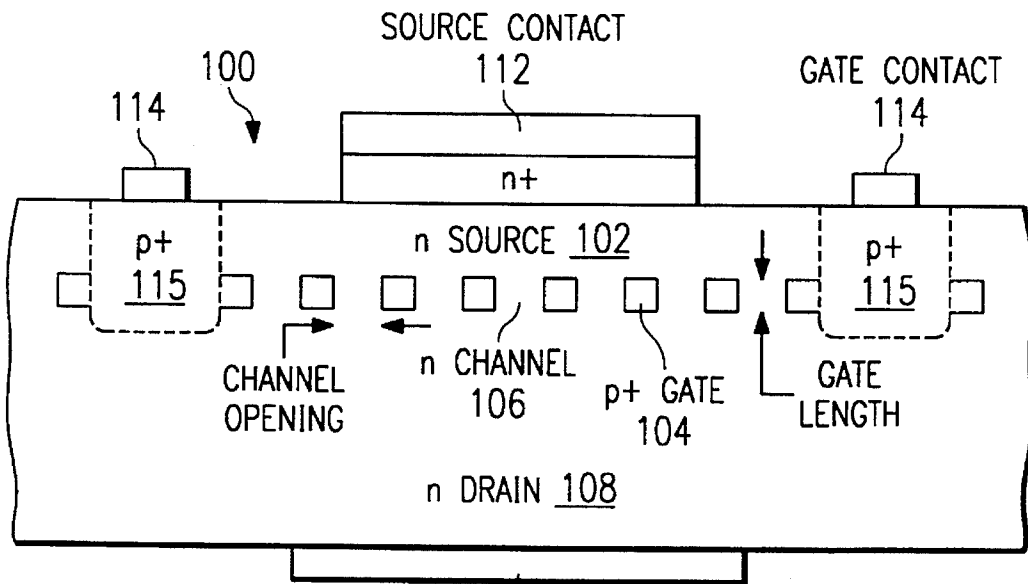 SOURCE CONTACT
112
100
GATE CONTACT
114
114
n+
n SOURCE 102
p+
115
p+
115
CHANNEL
OPENING
n CHANNEL
106
p+ GATE
104
GATE
LENGTH
n DRAIN 108